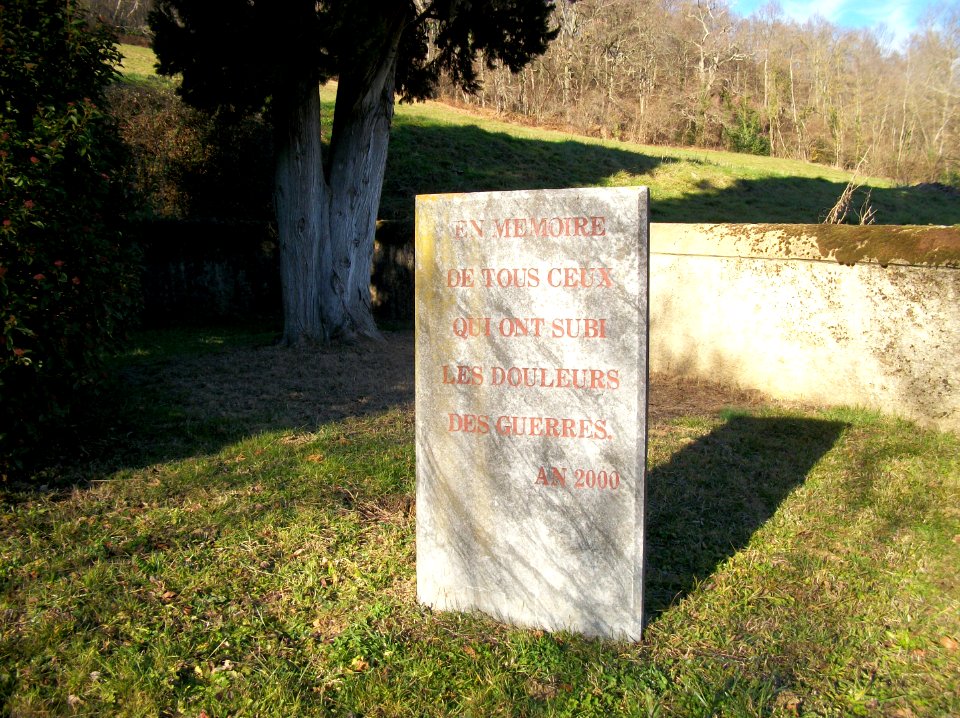 EN MEMOIRE
DE TOUS CEUX
QUI ONT SUBI
LES DOULEURS
DES GUERRES.
AN 2000